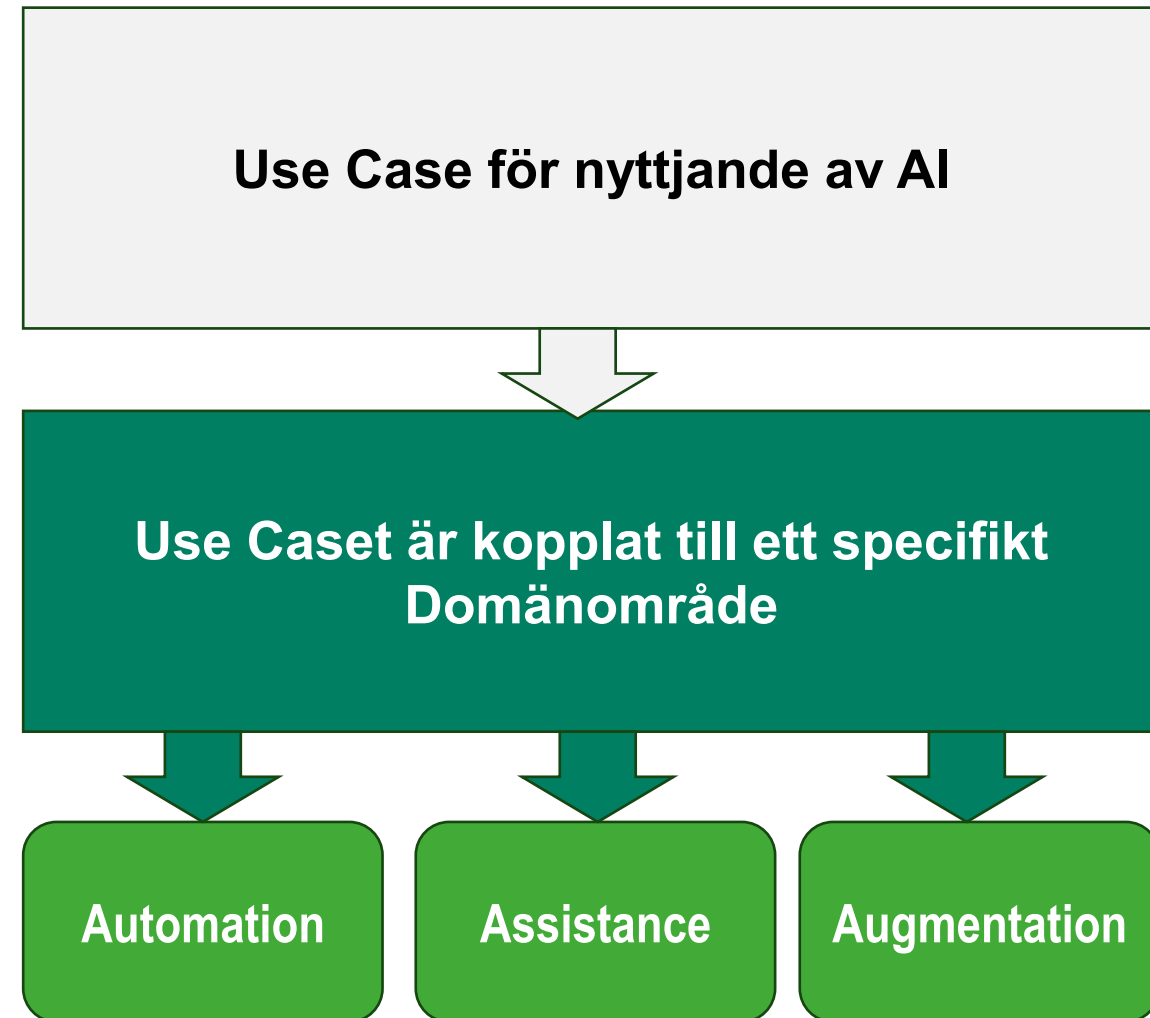 Use Case för nyttjande av AI
Use Caset är kopplat till ett specifikt
Domänområde
Automation
Assistance
Augmentation